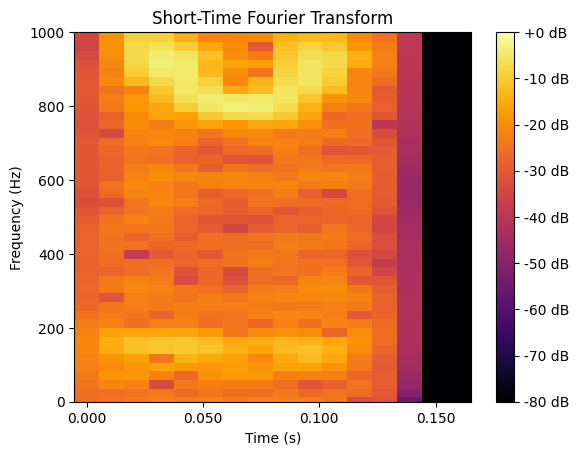 Short-Time Fourier Transform
1000
800
600
400
200
0
Frequency (Hz)
0.000
0.050
0.100
0.150
Time (s)
+0 dB
-10 dB
-20 dB
-30 dB
-40 dB
-50 dB
-60 dB
-70 dB
-80 dB